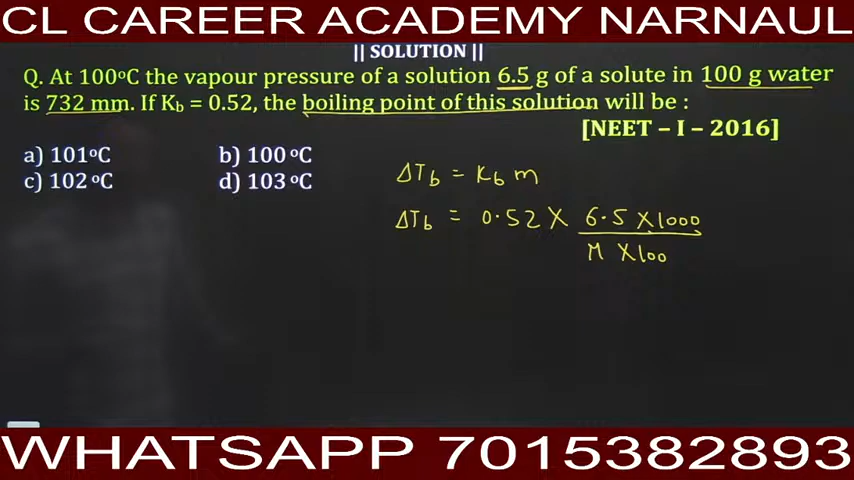 CL CAREER ACADEMY NARNAUL
|| SOLUTION ||
Q. At 100°C the vapour pressure of a solution 6.5 g of a solute in 100 g water
is 732 mm. If Kb = 0.52, the boiling point of this solution will be :
[NEET – I – 2016]
a) 101°C b) 100 °C
c) 102 °C d) 103 °C
ΔTb = Kb m
ΔTb = 0.52 X 6.5 X 1000
M X 100
WHATSAPP 7015382893